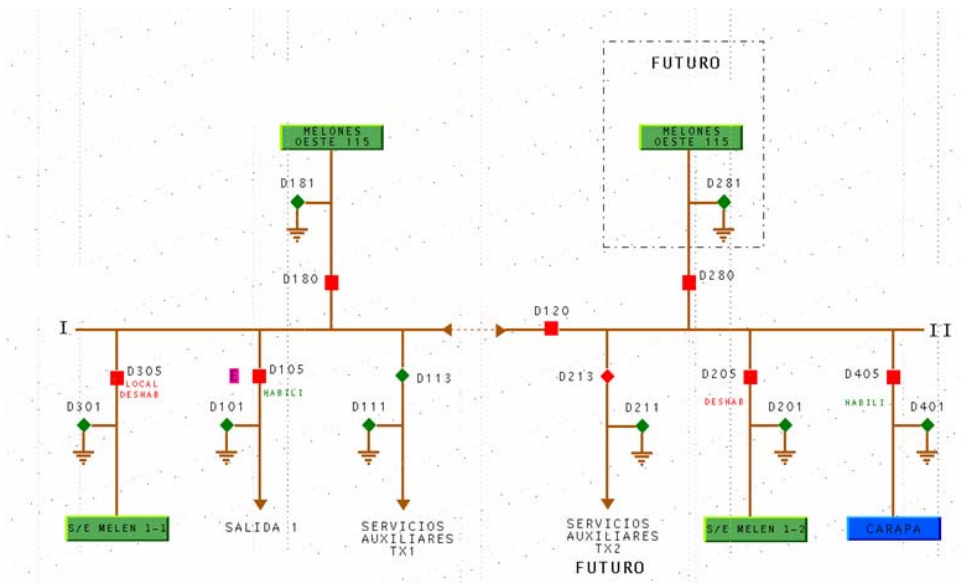 FUTURO
MELONES
OESTE 115
MELONES
OESTE 115
D181
D281
D180
D280
D120
I
II
D305
LOCAL
DESHAB
E
D105
HABILI
D113
D213
D205
DESHAB
D405
HABILI
D301
D101
D111
D211
D201
D401
S/E MELEN 1-1
SALIDA 1
SERVICIOS
AUXILIARES
TX1
SERVICIOS
AUXILIARES
TX2
FUTURO
S/E MELEN 1-2
CARAPA